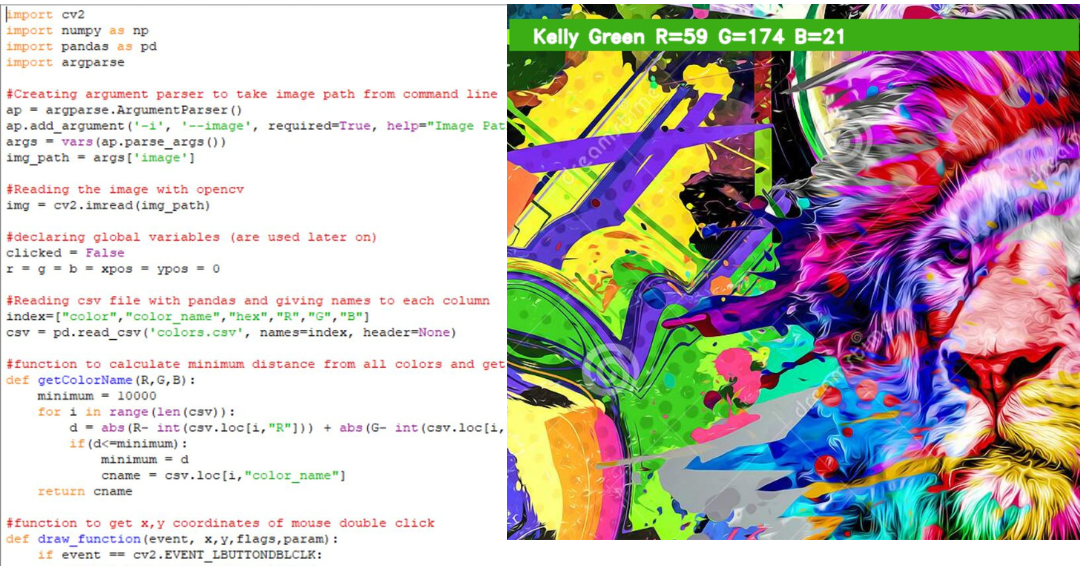 import cv2
import numpy as np
import pandas as pd
import argparse
#Creating argument parser to take image path from command line
ap = argparse.ArgumentParser()
ap.add_argument('-i', '--image', required=True, help="Image Pat
args = vars(ap.parse_args())
img_path = args['image']
#Reading the image with opencv
img = cv2.imread(img_path)
#declaring global variables (are used later on)
clicked = False
r = g = b = xpos = ypos = 0
#Reading csv file with pandas and giving names to each column
index=["color","color_name","hex","R","G","B"]
csv = pd.read_csv('colors.csv', names=index, header=None)
#function to calculate minimum distance from all colors and get
def getColorName(R,G,B):
    minimum = 10000
    for i in range(len(csv)):
        d = abs(R- int(csv.loc[i,"R"])) + abs(G- int(csv.loc[i,
        if(d<=minimum):
            minimum = d
            cname = csv.loc[i,"color_name"]
    return cname
#function to get x,y coordinates of mouse double click
def draw_function(event, x,y,flags,param):
    if event == cv2.EVENT_LBUTTONDBLCLK:
Kelly Green R=59 G=174 B=21